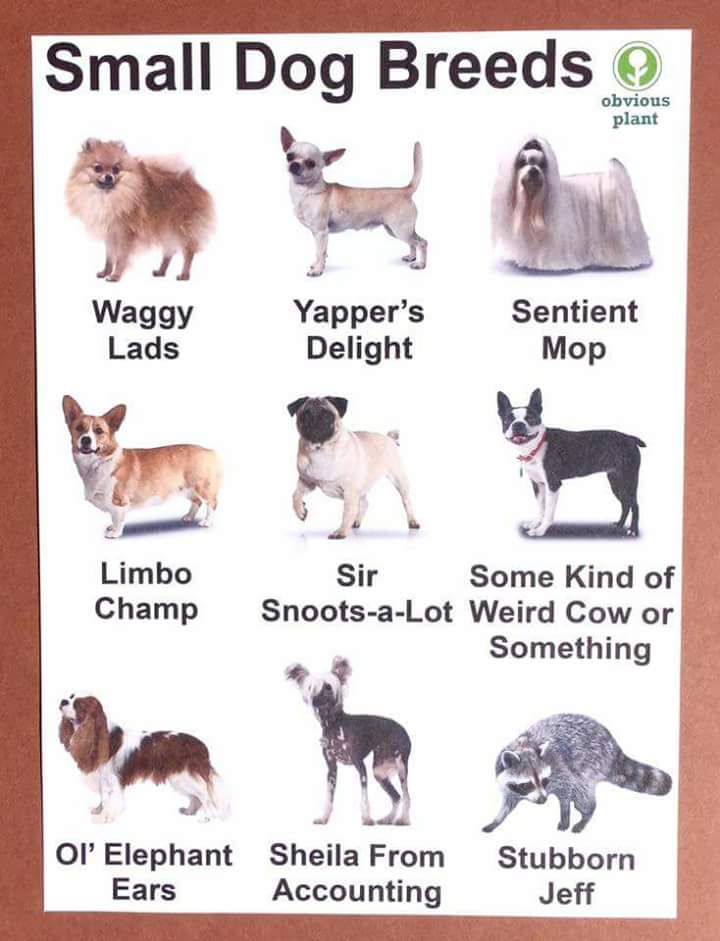 Small Dog Breeds
obvious
plant
Waggy
Lads
Yapper's
Delight
Sentient
Mop
Limbo
Champ
Sir
Snoots-a-Lot
Some Kind of
Weird Cow or
Something
Ol' Elephant
Ears
Sheila From
Accounting
Stubborn
Jeff